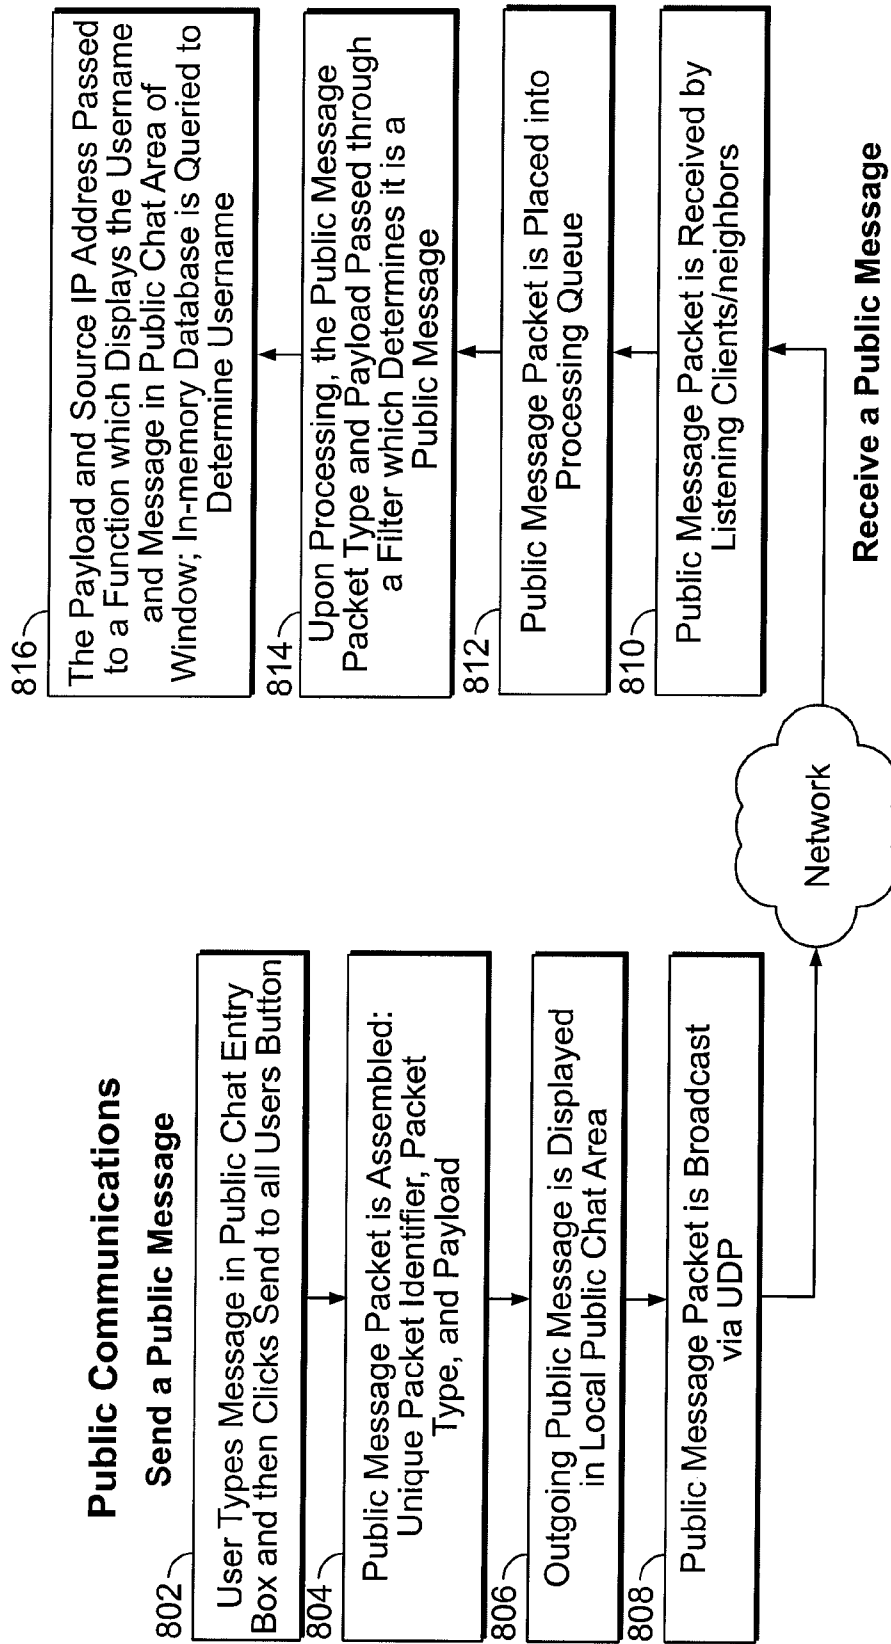 Public Communications
Send a Public Message
802
User Types Message in Public Chat Entry
Box and then Clicks Send to all Users Button
804
Public Message Packet is Assembled:
Unique Packet Identifier, Packet
Type, and Payload
806
Outgoing Public Message is Displayed
in Local Public Chat Area
808
Public Message Packet is Broadcast
via UDP
Network
816
The Payload and Source IP Address Passed
to a Function which Displays the Username
and Message in Public Chat Area of
Window; In-memory Database is Queried to
Determine Username
814
Upon Processing, the Public Message
Packet Type and Payload Passed through
a Filter which Determines it is a
Public Message
812
Public Message Packet is Placed into
Processing Queue
810
Public Message Packet is Received by
Listening Clients/neighbors
Receive a Public Message